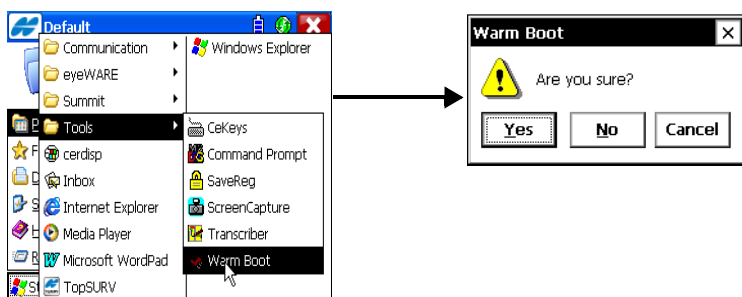 Default
Communication
Windows Explorer
eyeWARE
Summit
P Tools
CeKeys
F cerdisp
Command Prompt
D Inbox
SaveReg
S Internet Explorer
ScreenCapture
H Media Player
Transcriber
R Microsoft WordPad
Warm Boot
St TopSURV
Warm Boot
Are you sure?
Yes No Cancel